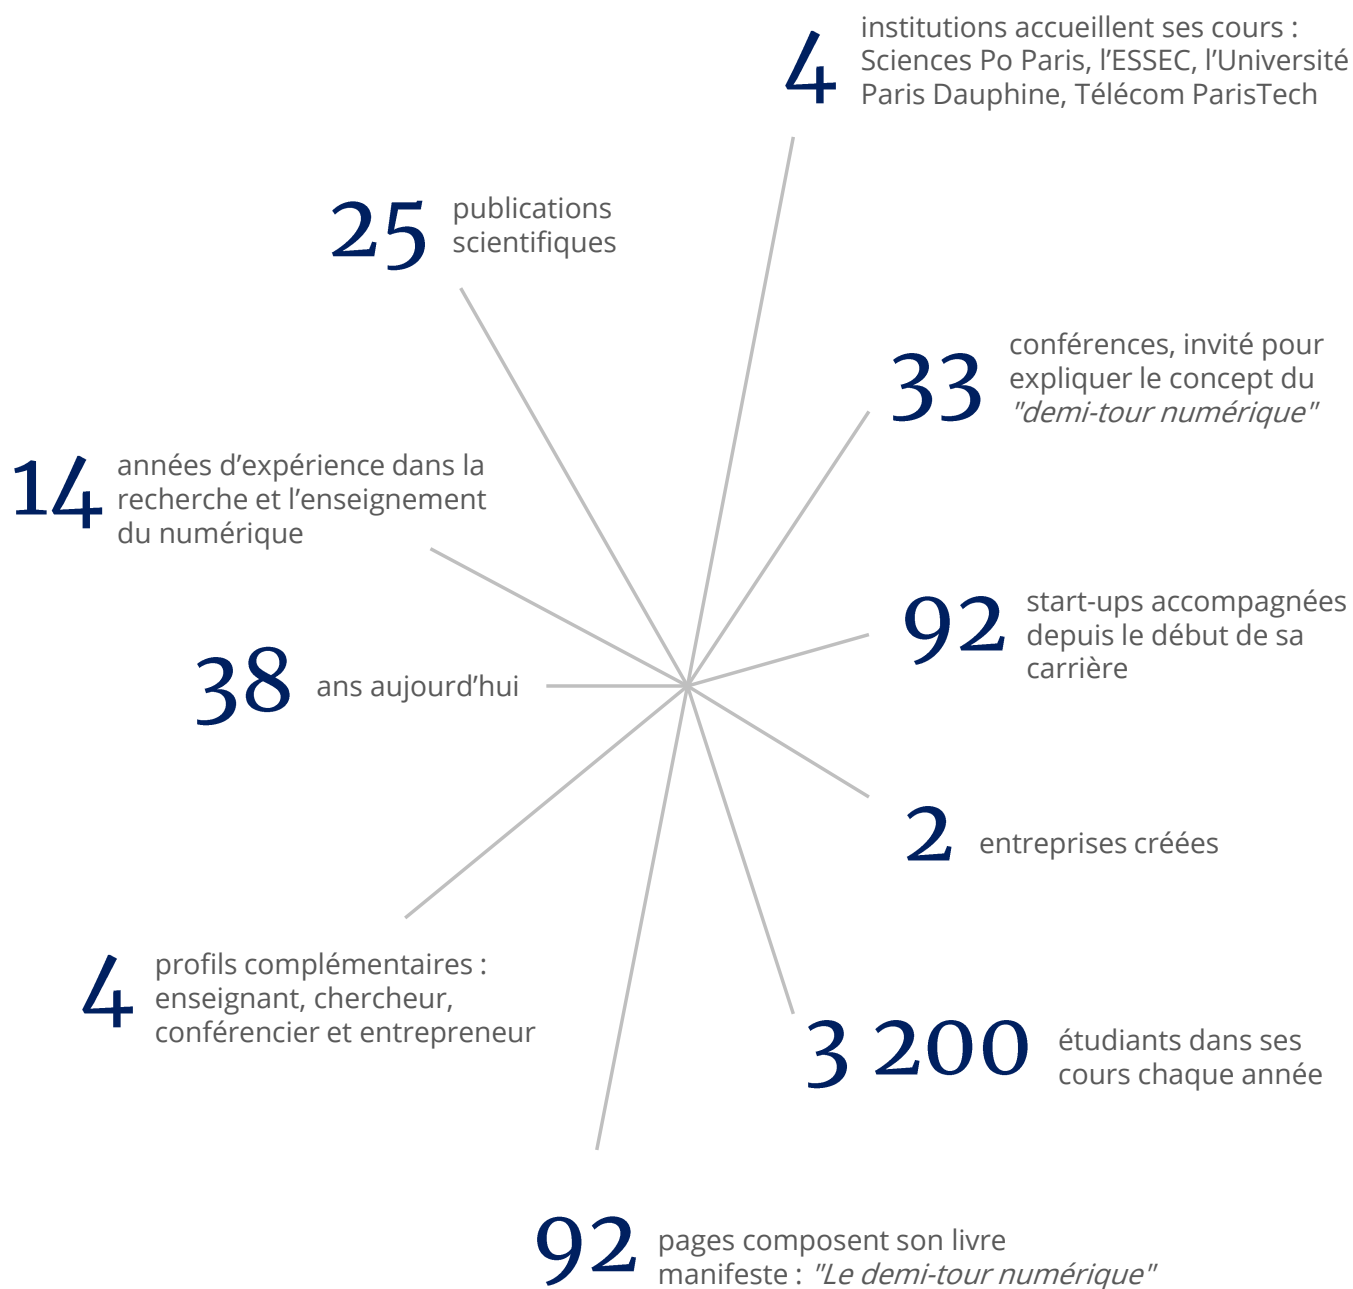 4
institutions accueillent ses cours :
Sciences Po Paris, l’ESSEC, l’Université
Paris Dauphine, Télécom ParisTech
25
publications
scientifiques
33
conférences, invité pour
expliquer le concept du
"demi-tour numérique"
14
années d’expérience dans la
recherche et l’enseignement
du numérique
92
start-ups accompagnées
depuis le début de sa
carrière
38
ans aujourd’hui
2
entreprises créées
4
profils complémentaires :
enseignant, chercheur,
conférencier et entrepreneur
3 200
étudiants dans ses
cours chaque année
92
pages composent son livre
manifeste : "Le demi-tour numérique"